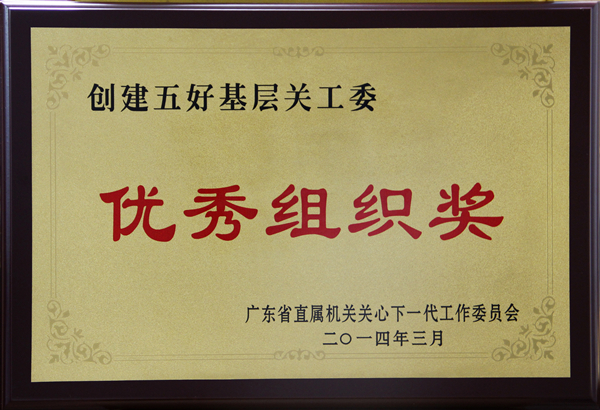 创建五好基层关工委
优秀组织奖
广东省直属机关关心下一代工作委员会
二〇一四年三月